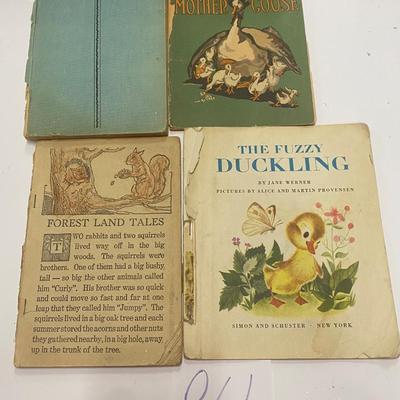 MOTHER GOOSE
THE FUZZY
DUCKLING
BY JANE WERNER
PICTURES BY ALICE AND MARTIN PROVENSEN
SIMON AND SCHUSTER · NEW YORK
FOREST LAND TALES
TWO rabbits and two squirrels
lived way off in the big
woods. The squirrels were
brothers. One of them had a big bushy
tail — so big the other animals called
him "Curly". His brother was so quick
and could move so fast and far at one
leap that they called him "Jumpy". The
squirrels lived in a big oak tree and each
summer stored the acorns and other nuts
they gathered nearby, in a big hole, away
up in the trunk of the tree.